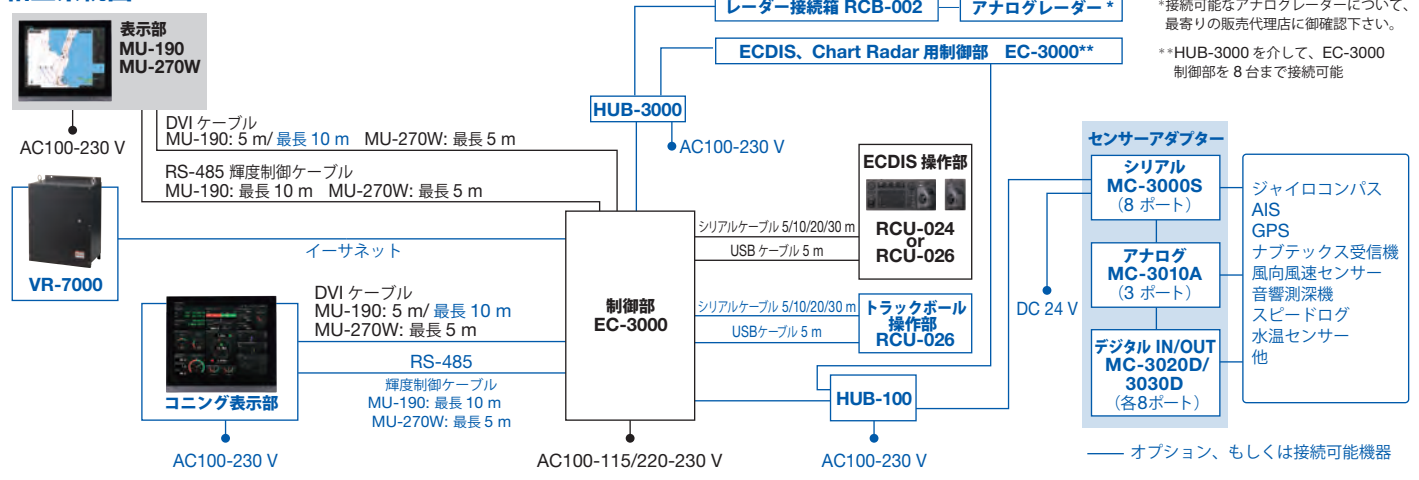 レーダー接続箱 RCB-002
アナログレーダー *
*接続可能なアナログレーダーについて、
最寄りの販売代理店に御確認下さい。
**HUB-3000 を介して、EC-3000
制御部を 8 台まで接続可能
ECDIS、Chart Radar 用制御部 EC-3000**
表示部
MU-190
MU-270W
AC100-230 V
HUB-3000
AC100-230 V
DVI ケーブル
MU-190: 5 m/ 最長 10 m MU-270W: 最長 5 m
RS-485 輝度制御ケーブル
MU-190: 最長 10 m MU-270W: 最長 5 m
VR-7000
イーサネット
DVI ケーブル
MU-190: 5 m/ 最長 10 m
MU-270W: 最長 5 m
RS-485
輝度制御ケーブル
MU-190: 最長 10 m
MU-270W: 最長 5 m
コニング表示部
AC100-230 V
制御部
EC-3000
AC100-115/220-230 V
シリアルケーブル 5/10/20/30 m
USB ケーブル 5 m
ECDIS 操作部
RCU-024
or
RCU-026
シリアルケーブル 5/10/20/30 m
USBケーブル 5 m
トラックボール
操作部
RCU-026
HUB-100
AC100-230 V
DC 24 V
センサーアダプター
シリアル
MC-3000S
（8 ポート）
アナログ
MC-3010A
（3 ポート）
デジタル IN/OUT
MC-3020D/
3030D
（各8ポート）
ジャイロコンパス
AIS
GPS
ナブテックス受信機
風向風速センサー
音響測深機
スピードログ
水温センサー
他
オプション、もしくは接続可能機器